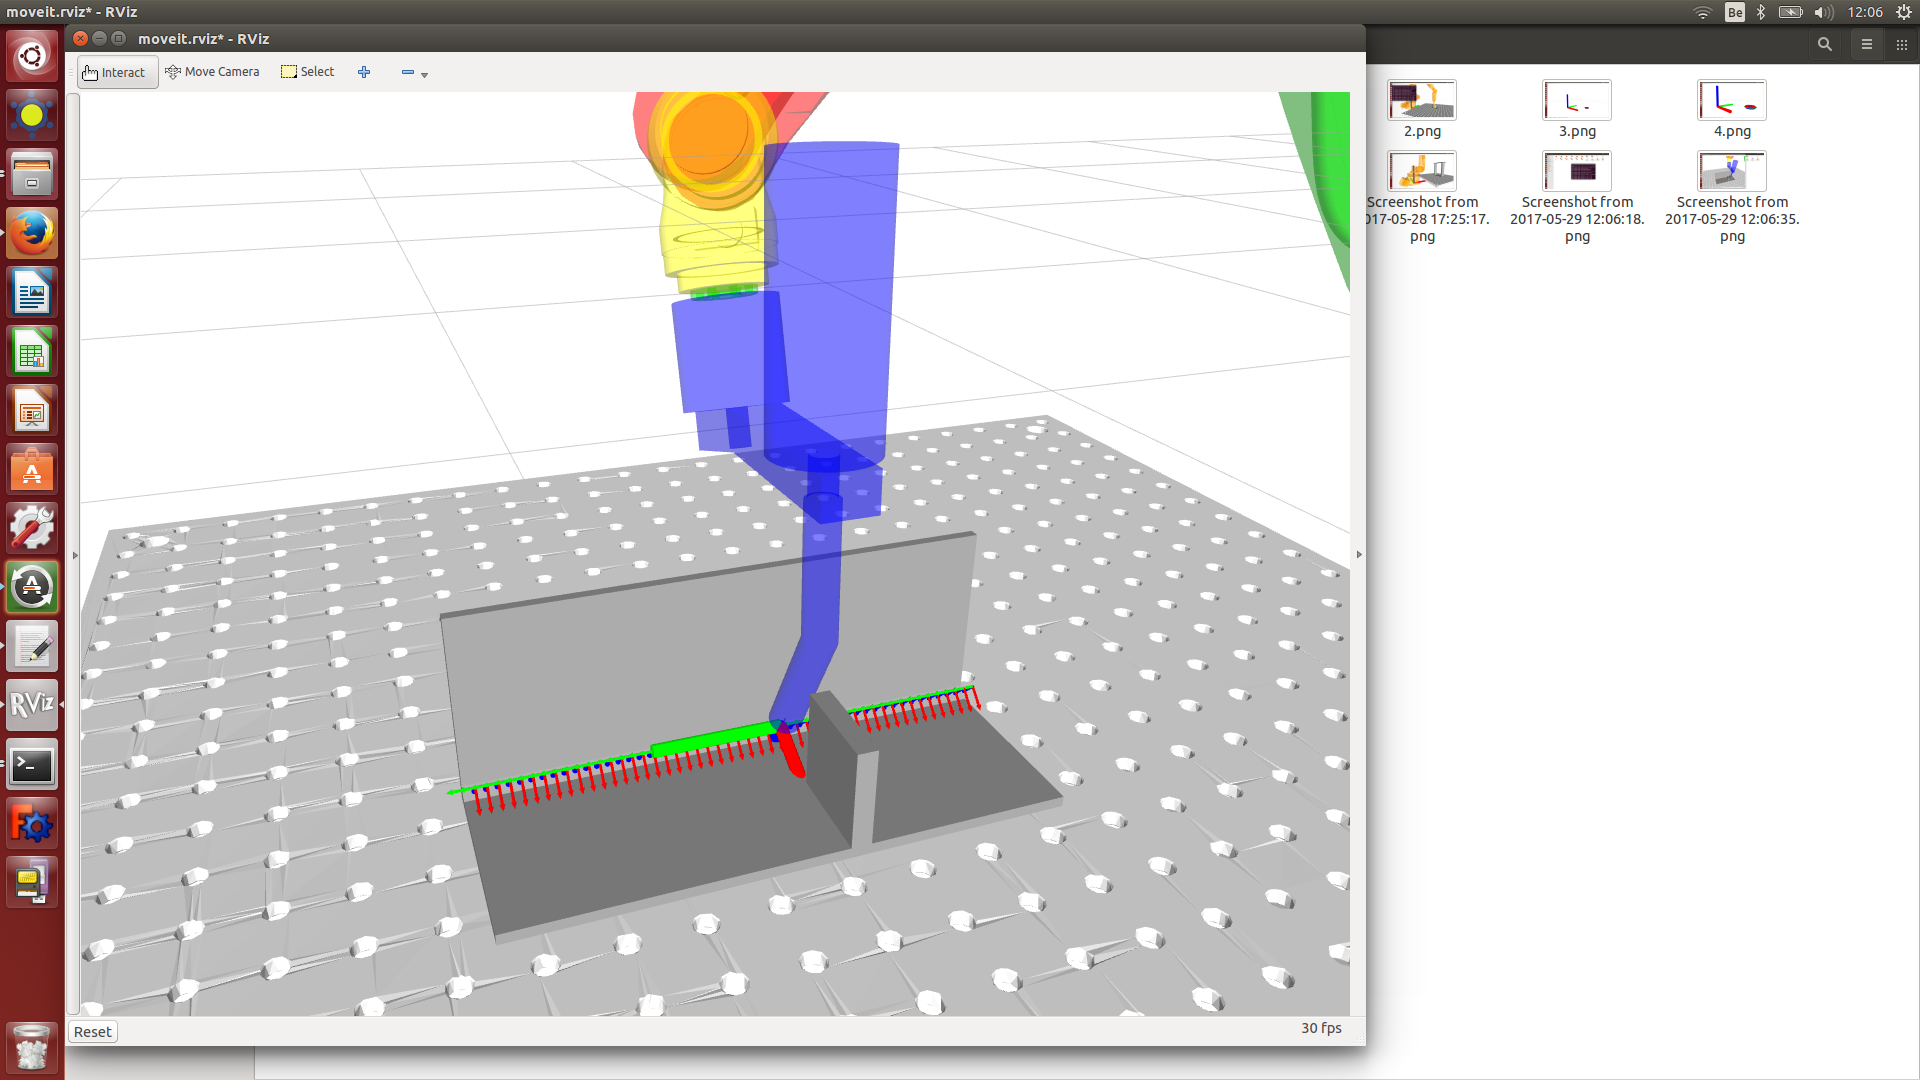 moveit.rviz* - RViz
Be
12:06
moveit.rviz* - RViz
Interact
Move Camera
Select
2.png
3.png
4.png
Screenshot from
017-05-28 17:25:17.
png
Screenshot from
2017-05-29 12:06:18.
png
Screenshot from
2017-05-29 12:06:35.
png
RViz
Reset
30 fps